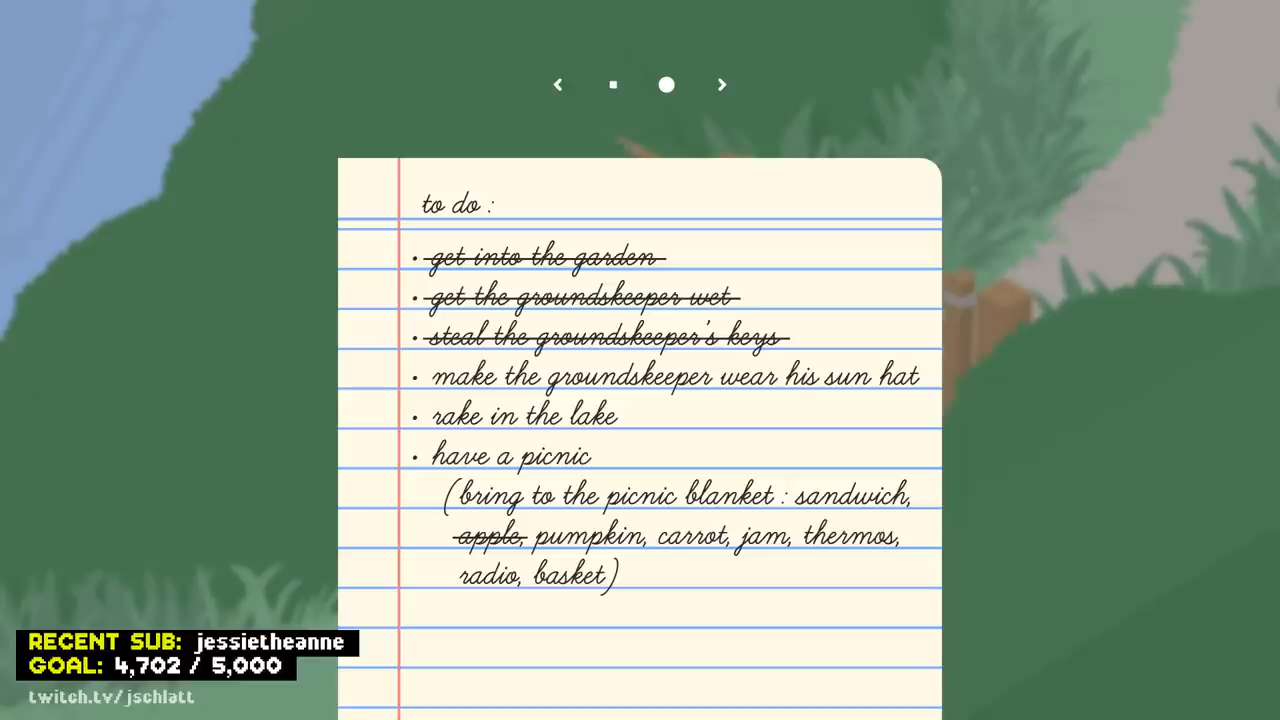 to do :
• get into the garden
• get the groundskeeper wet
• steal the groundskeeper's keys
• make the groundskeeper wear his sun hat
• rake in the lake
• have a picnic
(bring to the picnic blanket : sandwich,
apple, pumpkin, carrot, jam, thermos,
radio, basket)
RECENT SUB: jessietheanne
GOAL: 4,702 / 5,000
twitch.tv/jschlatt